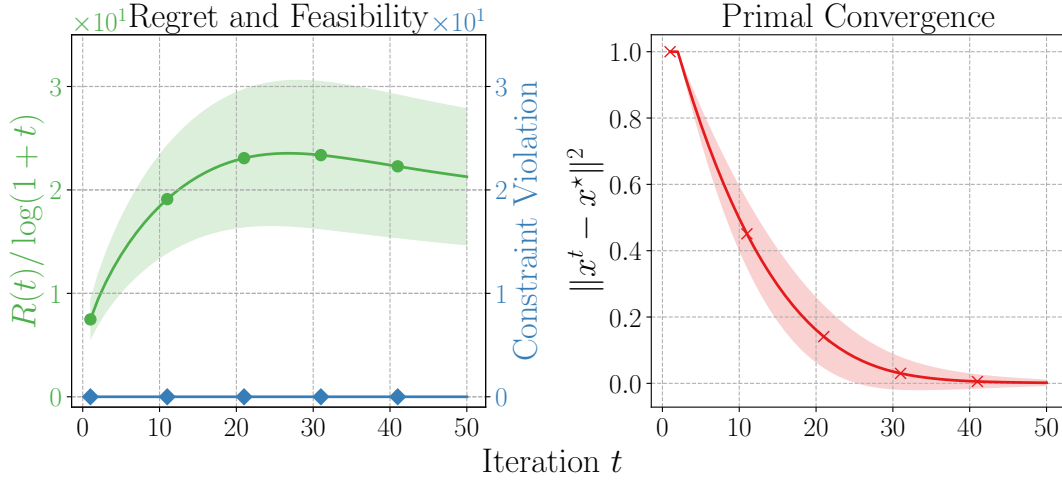 Regret and Feasibility
×10¹
×10¹
3
2
1
0
R(t)/ log(1 + t)
3
2
1
0
Constraint Violation
0 10 20 30 40 50
Primal Convergence
1.0
0.8
0.6
0.4
0.2
0.0
‖x^t − x^⋆‖²
0 10 20 30 40 50
Iteration t